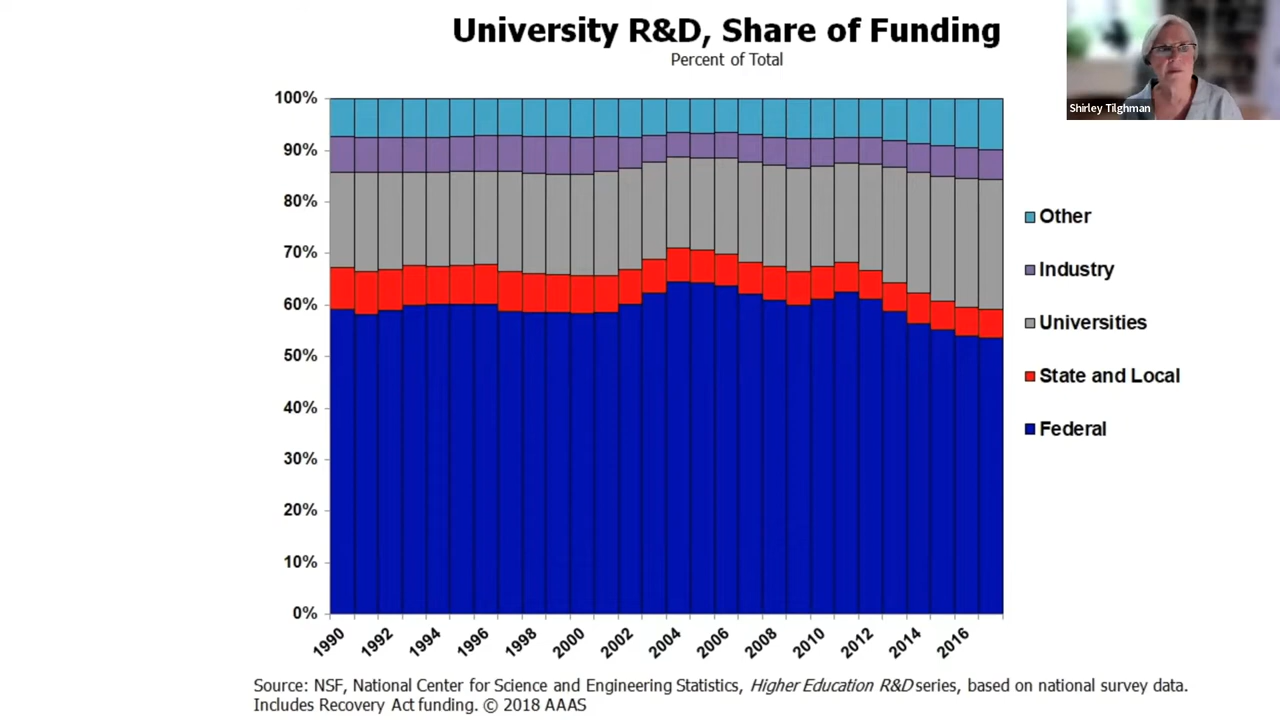 University R&D, Share of Funding
Percent of Total
Shirley Tilghman
100%
90%
80%
70%
60%
50%
40%
30%
20%
10%
0%
1990
1992
1994
1996
1998
2000
2002
2004
2006
2008
2010
2012
2014
2016
Other
Industry
Universities
State and Local
Federal
Source: NSF, National Center for Science and Engineering Statistics, Higher Education R&D series, based on national survey data.
Includes Recovery Act funding. © 2018 AAAS